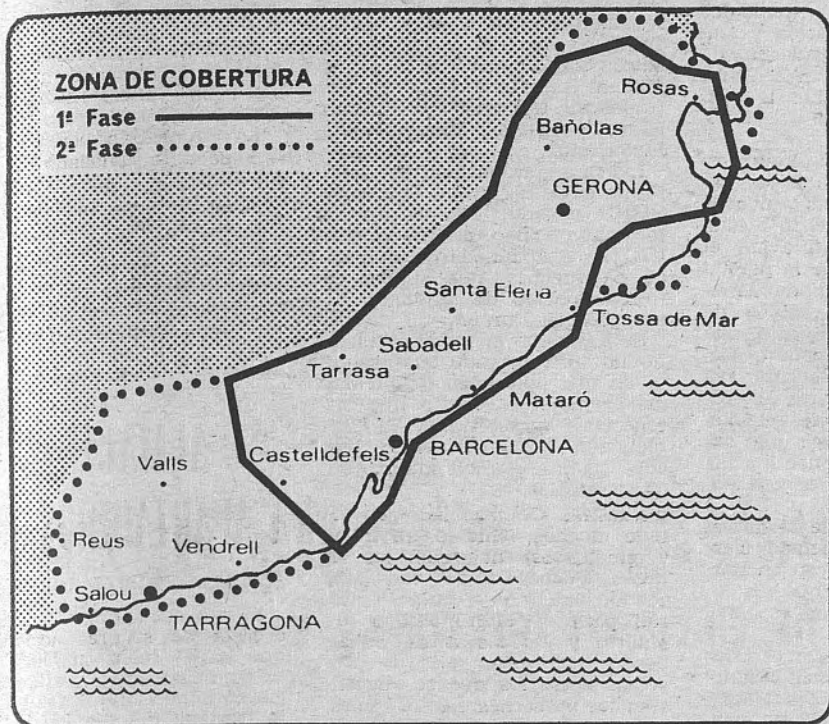 ZONA DE COBERTURA
1ª Fase
2ª Fase
Rosas
Bañolas
GERONA
Santa Elena
Tossa de Mar
Sabadell
Tarrasa
Mataró
Castelldefels
BARCELONA
Valls
Reus
Vendrell
Salou
TARRAGONA